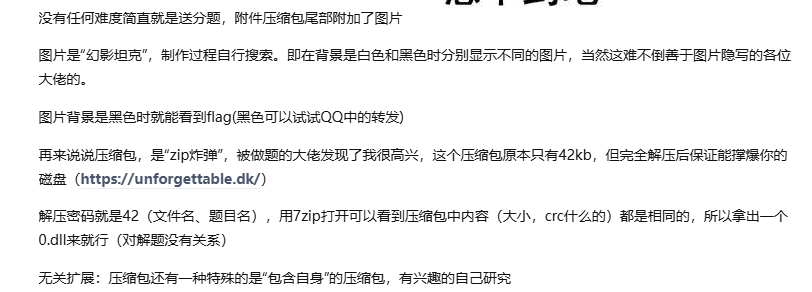 没有任何难度简直就是送分题，附件压缩包尾部附加了图片
图片是“幻影坦克”，制作过程自行搜索。即在背景是白色和黑色时分别显示不同的图片，当然这难不倒善于图片隐写的各位
大佬的。
图片背景是黑色时就能看到flag(黑色可以试试QQ中的转发)
再来说说压缩包，是“zip炸弹”，被做题的大佬发现了我很高兴，这个压缩包原本只有42kb，但完全解压后保证能撑爆你的
磁盘（https://unforgettable.dk/）
解压密码就是42（文件名、题目名），用7zip打开可以看到压缩包中内容（大小，crc什么的）都是相同的，所以拿出一个
0.dll来就行（对解题没有关系）
无关扩展：压缩包还有一种特殊的是“包含自身”的压缩包，有兴趣的自己研究